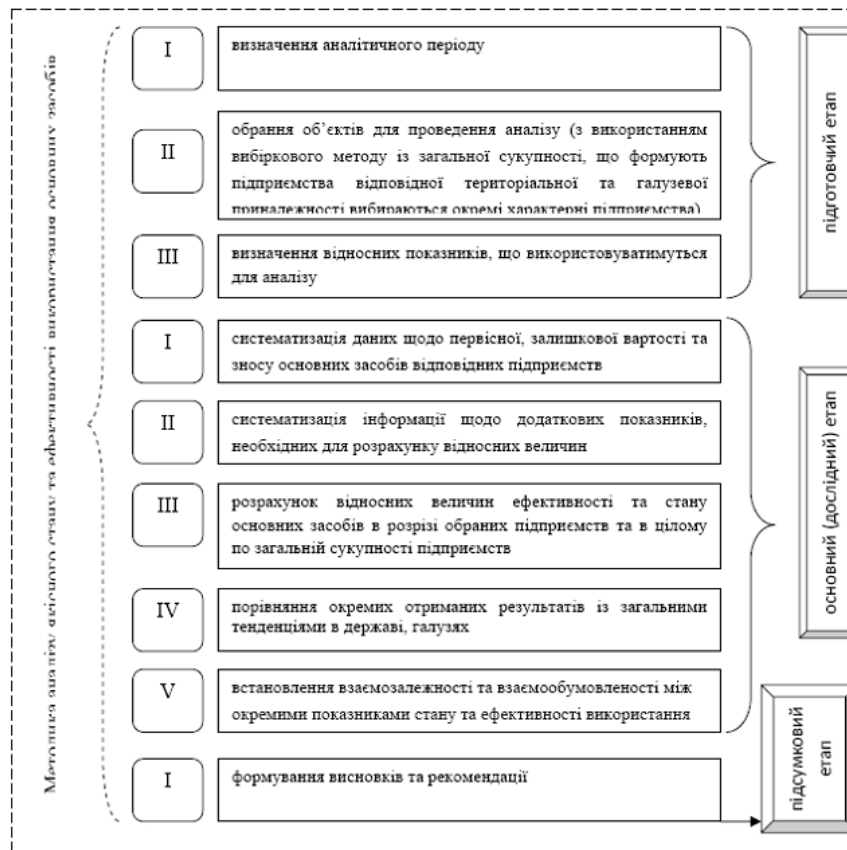 Методика аналізу якісного стану та ефективності використання основних засобів
I
визначення аналітичного періоду
II
обрання об’єктів для проведення аналізу (з використанням
вибіркового методу із загальної сукупності, що формують
підприємства відповідної територіальної та галузевої
приналежності вибираються окремі характерні підприємства)
III
визначення відносних показників, що використовуватимуться
для аналізу
підготовчий етап
I
систематизація даних щодо первісної, залишкової вартості та
зносу основних засобів відповідних підприємств
II
систематизація інформації щодо додаткових показників,
необхідних для розрахунку відносних величин
III
розрахунок відносних величин ефективності та стану
основних засобів в розрізі обраних підприємств та в цілому
по загальній сукупності підприємств
IV
порівняння окремих отриманих результатів із загальними
тенденціями в державі, галузях
V
встановлення взаємозалежності та взаємообумовленості між
окремими показниками стану та ефективності використання
основний (дослідний) етап
I
формування висновків та рекомендації
підсумковий
етап